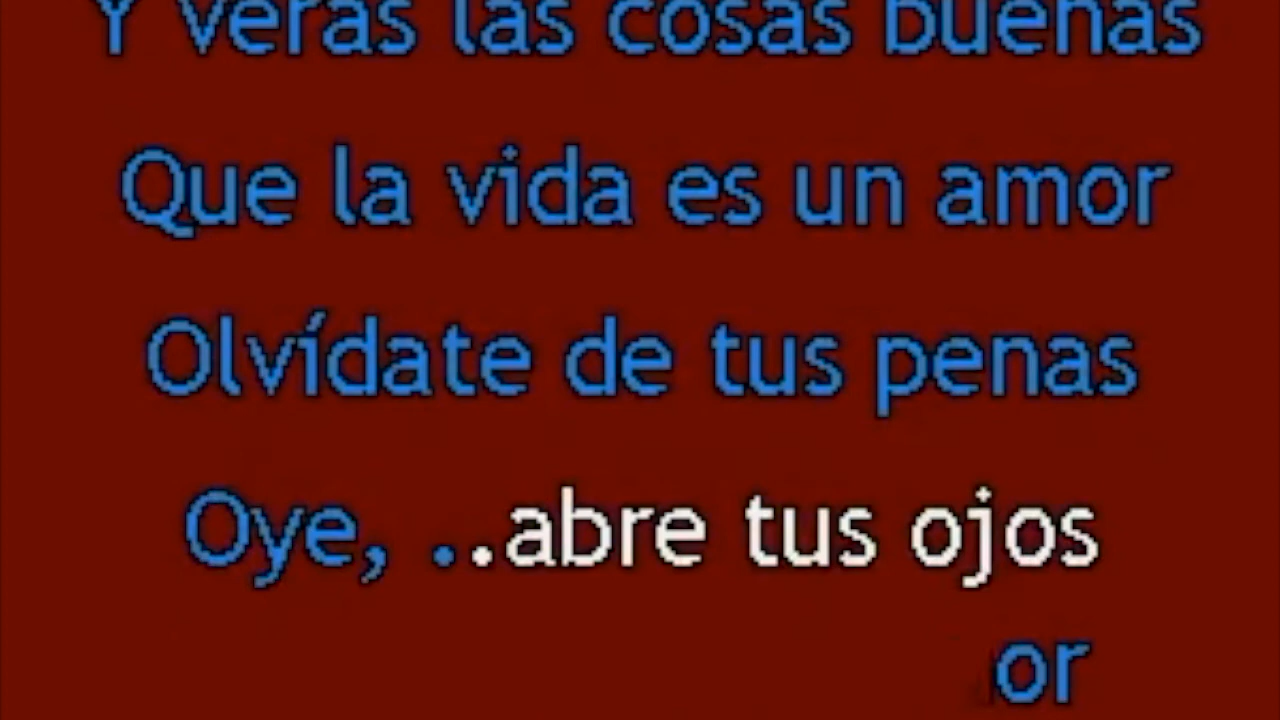 Y verás las cosas buenas
Que la vida es un amor
Olvídate de tus penas
Oye, ..abre tus ojos
or